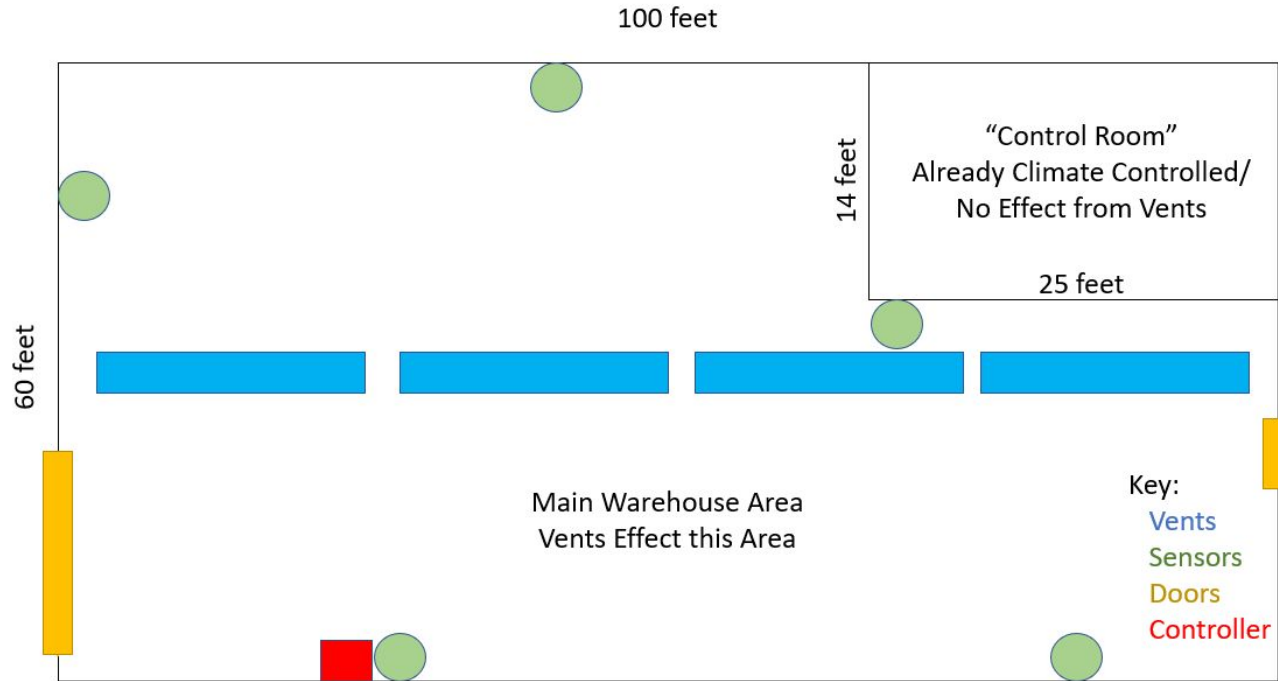 100 feet
“Control Room”
Already Climate Controlled/
No Effect from Vents
14 feet
25 feet
60 feet
Main Warehouse Area
Vents Effect this Area
Key:
Vents
Sensors
Doors
Controller